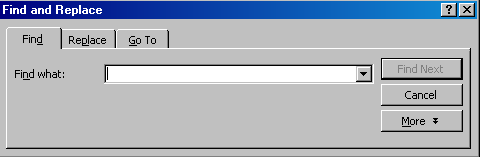 Find and Replace
Find Replace Go To
Find what:
Find Next
Cancel
More